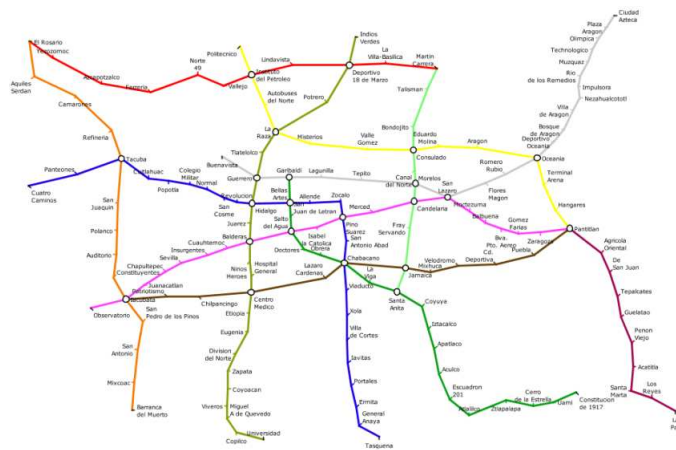 Ciudad
Azteca
Plaza
Aragon
Olimpica
Technologico
Muzquaz
Rio
de los Remedios
Impulsora
Nezahualcototl
Villa
de Aragon
Bosque
de Aragon
Deportivo
Oceania
Oceania
Romero
Rubio
Flores
Magon
San
Lazero
Morelos
Tepito
Lagunilla
Garibaldi
Guerrero
Buenavista
El Rosario
Tezozomoc
Azcapotzalco
Ferreria
Norte
45
Vallejo
Instituto
del Petroleo
Lindavista
Deportivo
18 de Marzo
La
Villa-Basilica
Martin
Carrera
Politecnico
Autobuses
del Norte
La
Raza
Misterios
Valle
Gomez
Consulado
Eduardo
Molina
Aragon
Terminal
Arena
Hangares
Pantitlan
Indios
Verdes
Potrero
Tlatelolco
Hidalgo
Juarez
Balderas
Ninos
Heroes
Hospital
General
Centro
Medico
Etiopia
Eugenia
Division
del Norte
Zapata
Coyoacan
Viveros
Miguel
A de Quevedo
Coplico
Universidad
Talisman
Bondojito
Canal
del Norte
Candelaria
Fray
Servando
Jamaica
Santa
Anita
Aquiles
Serdan
Camarones
Refineria
Tacuba
San
Juaquin
Polanco
Auditorio
Constituyentes
Tacubata
San
Pedro de los Pinos
San
Antonio
Mixcoac
Barranca
del Muerto
Cuatro
Caminos
Panteones
Cuitlahuac
Popotla
Colegio
Militar
Normal
San
Cosme
Revolucion
Bellas
Artes
Allende
Zocalo
Pino
Suarez
San
Antonio Abad
Chabacano
Viaducto
Xola
Ville
de Cortes
Portales
Ermita
General
Anaya
Tasquena
Observatorio
Juanacatlan
Chapultepec
Sevilla
Insurgentes
Cuauhtemoc
Salto
del Agua
Isabel
la Catolica
Merced
Moctezuma
Balbuena
Bva.
Pto. Aereo
Gomez
Farias
Zaragoza
Patriotismo
Chilpancingo
Lazaro
Cardenas
Mixhuca
Velodromo
Cd.
Deportiva
Puebla
San
Juan de Letran
Doctores
Obrera
La
Viga
Coyuya
Iztacalco
Apatlaco
Aculco
Escuadron
201
Atlalilco
Iztapalapa
Cerro
de la Estrella
Uami
Constitucion
de 1917
Agricola
Oriental
De
San Juan
Tepalcates
Guelatao
Penon
Viejo
Acatitla
Santa
Marta
Los
Reyes